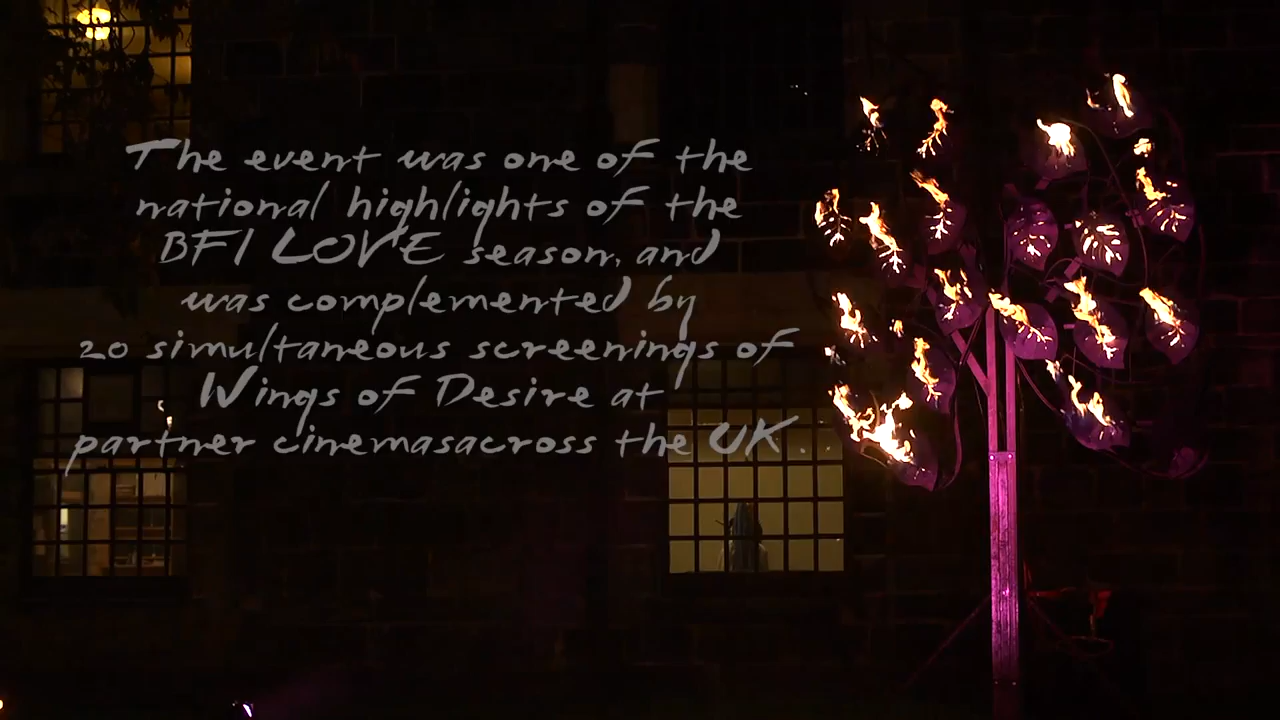 The event was one of the
national highlights of the
BFI LOVE season, and
was complemented by
20 simultaneous screenings of
Wings of Desire at
partner cinemasacross the UK...